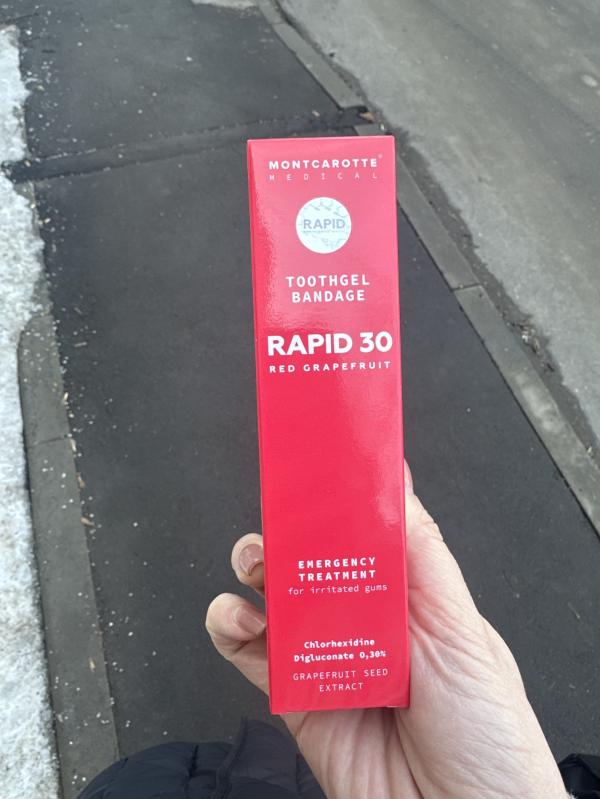 MONTCAROTTE®
MEDICAL
RAPID
TOOTHGEL
BANDAGE
RAPID 30
RED GRAPEFRUIT
EMERGENCY
TREATMENT
for irritated gums
Chlorhexidine
Digluconate 0,30%
GRAPEFRUIT SEED
EXTRACT